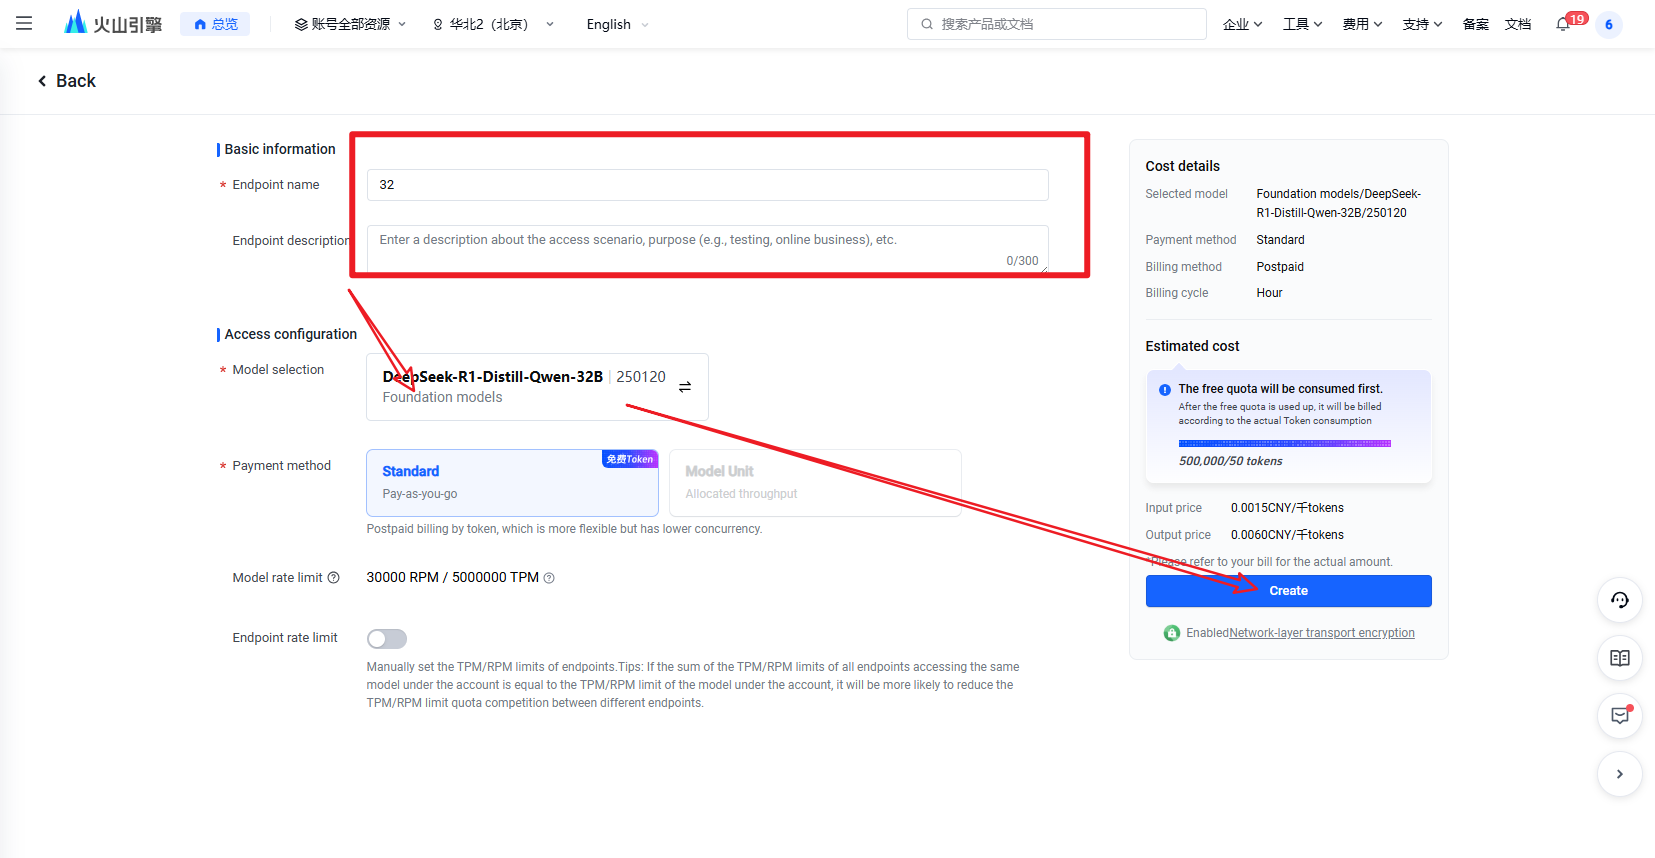 火山引擎
总览
账号全部资源
华北2（北京）
English
搜索产品或文档
企业
工具
费用
支持
备案
文档
19
6
Back
Basic information
* Endpoint name
32
Endpoint description
Enter a description about the access scenario, purpose (e.g., testing, online business), etc.
0/300
Access configuration
* Model selection
DeepSeek-R1-Distill-Qwen-32B | 250120
Foundation models
* Payment method
Standard
免费Token
Pay-as-you-go
Model Unit
Allocated throughput
Postpaid billing by token, which is more flexible but has lower concurrency.
Model rate limit
30000 RPM / 5000000 TPM
Endpoint rate limit
Manually set the TPM/RPM limits of endpoints.Tips: If the sum of the TPM/RPM limits of all endpoints accessing the same
model under the account is equal to the TPM/RPM limit of the model under the account, it will be more likely to reduce the
TPM/RPM limit quota competition between different endpoints.
Cost details
Selected model
Foundation models/DeepSeek-
R1-Distill-Qwen-32B/250120
Payment method
Standard
Billing method
Postpaid
Billing cycle
Hour
Estimated cost
The free quota will be consumed first.
After the free quota is used up, it will be billed
according to the actual Token consumption
500,000/50 tokens
Input price
0.0015CNY/千tokens
Output price
0.0060CNY/千tokens
*Please refer to your bill for the actual amount.
Create
EnabledNetwork-layer transport encryption